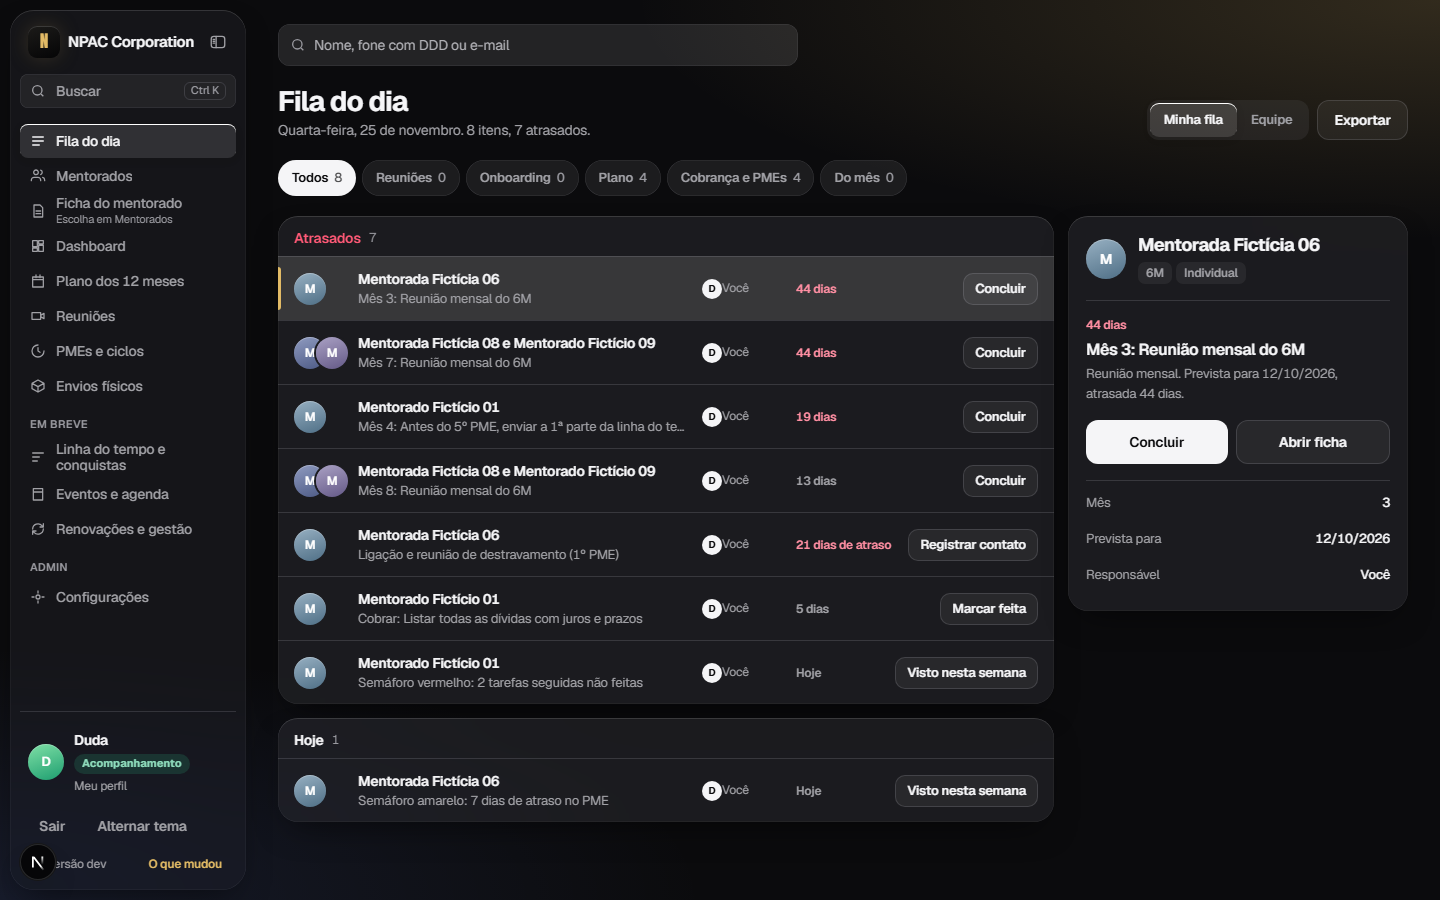 N
NPAC Corporation
Buscar
Ctrl K
Fila do dia
Mentorados
Ficha do mentorado
Escolha em Mentorados
Dashboard
Plano dos 12 meses
Reuniões
PMEs e ciclos
Envios físicos
EM BREVE
Linha do tempo e
conquistas
Eventos e agenda
Renovações e gestão
ADMIN
Configurações
D
Duda
Acompanhamento
Meu perfil
Sair
Alternar tema
N
ersão dev
O que mudou
Nome, fone com DDD ou e-mail
Fila do dia
Quarta-feira, 25 de novembro. 8 itens, 7 atrasados.
Minha fila
Equipe
Exportar
Todos 8
Reuniões 0
Onboarding 0
Plano 4
Cobrança e PMEs 4
Do mês 0
Atrasados 7
M
Mentorada Fictícia 06
Mês 3: Reunião mensal do 6M
D Você
44 dias
Concluir
M M
Mentorada Fictícia 08 e Mentorado Fictício 09
Mês 7: Reunião mensal do 6M
D Você
44 dias
Concluir
M
Mentorado Fictício 01
Mês 4: Antes do 5º PME, enviar a 1ª parte da linha do te...
D Você
19 dias
Concluir
M M
Mentorada Fictícia 08 e Mentorado Fictício 09
Mês 8: Reunião mensal do 6M
D Você
13 dias
Concluir
M
Mentorada Fictícia 06
Ligação e reunião de destravamento (1º PME)
D Você
21 dias de atraso
Registrar contato
M
Mentorado Fictício 01
Cobrar: Listar todas as dívidas com juros e prazos
D Você
5 dias
Marcar feita
M
Mentorado Fictício 01
Semáforo vermelho: 2 tarefas seguidas não feitas
D Você
Hoje
Visto nesta semana
Hoje 1
M
Mentorada Fictícia 06
Semáforo amarelo: 7 dias de atraso no PME
D Você
Hoje
Visto nesta semana
M
Mentorada Fictícia 06
6M
Individual
44 dias
Mês 3: Reunião mensal do 6M
Reunião mensal. Prevista para 12/10/2026,
atrasada 44 dias.
Concluir
Abrir ficha
Mês
3
Prevista para
12/10/2026
Responsável
Você